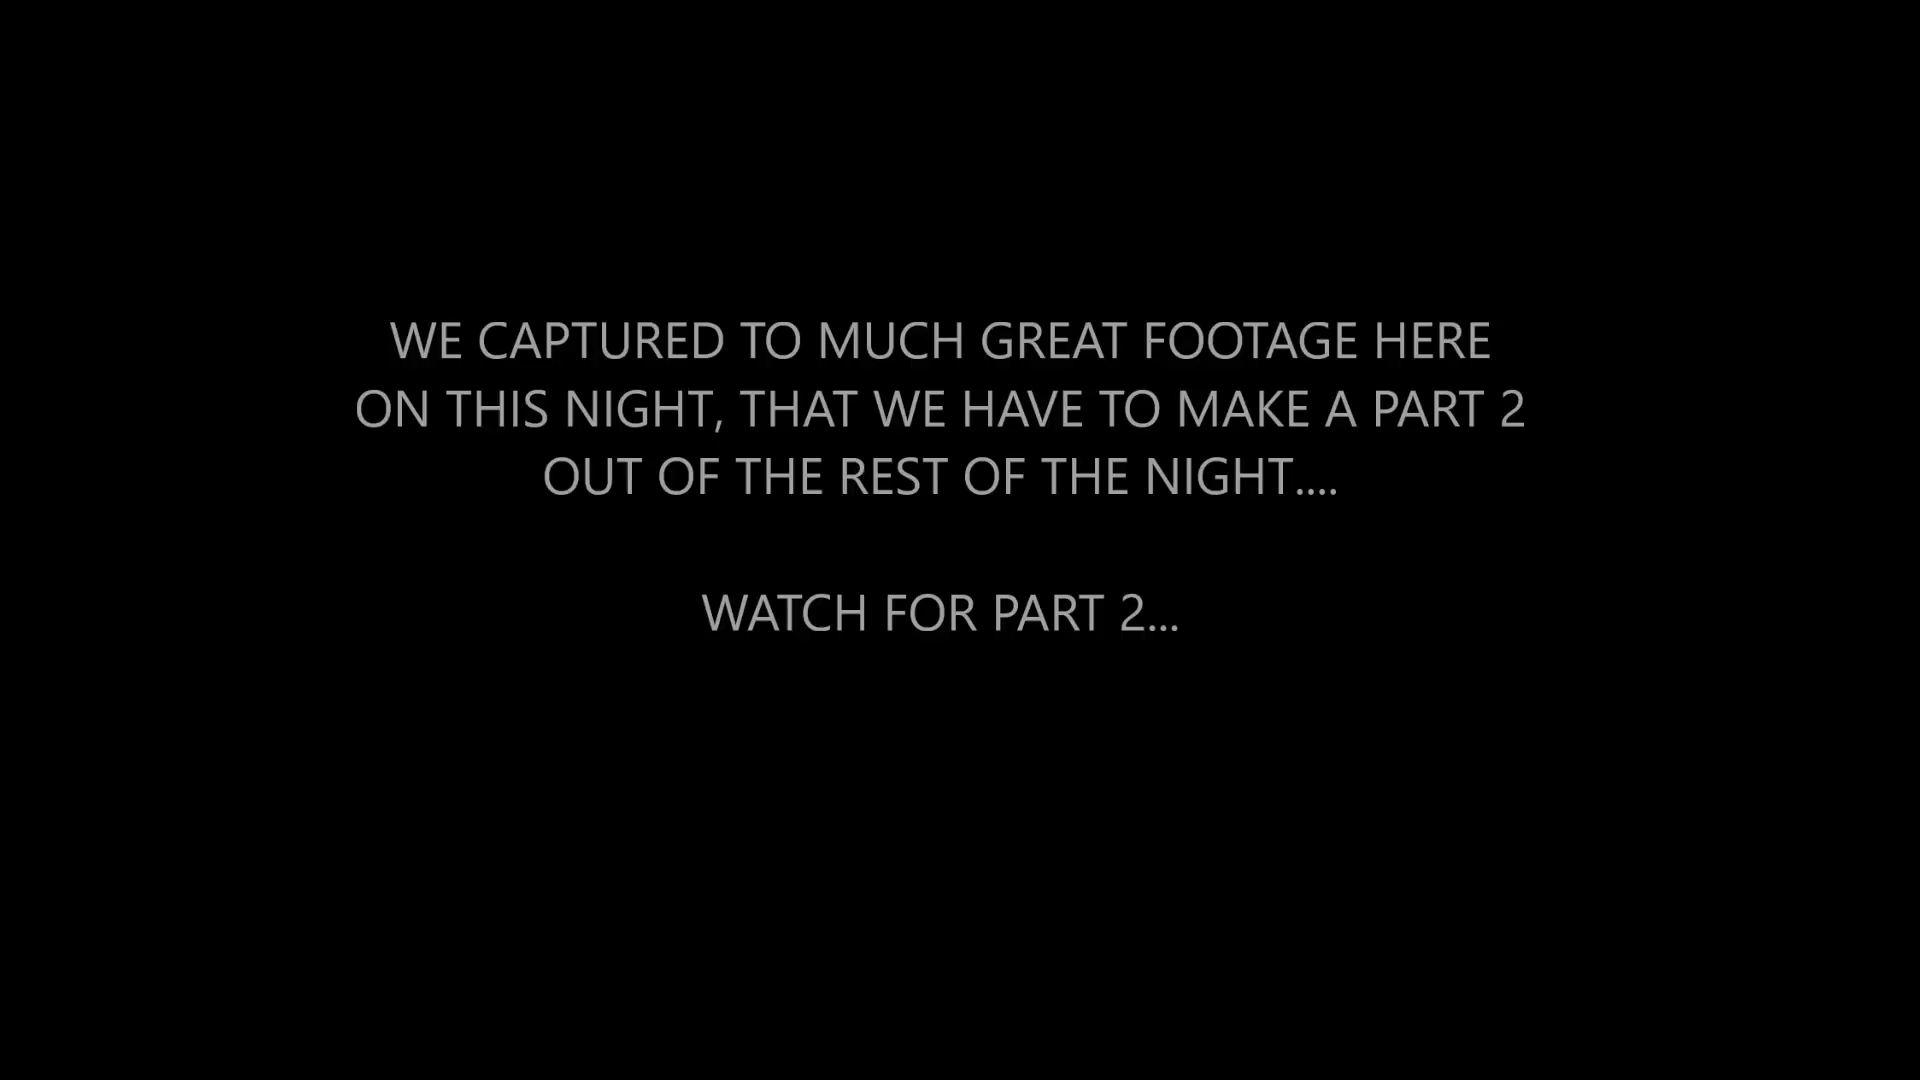 WE CAPTURED TO MUCH GREAT FOOTAGE HERE
ON THIS NIGHT, THAT WE HAVE TO MAKE A PART 2
OUT OF THE REST OF THE NIGHT....
WATCH FOR PART 2...